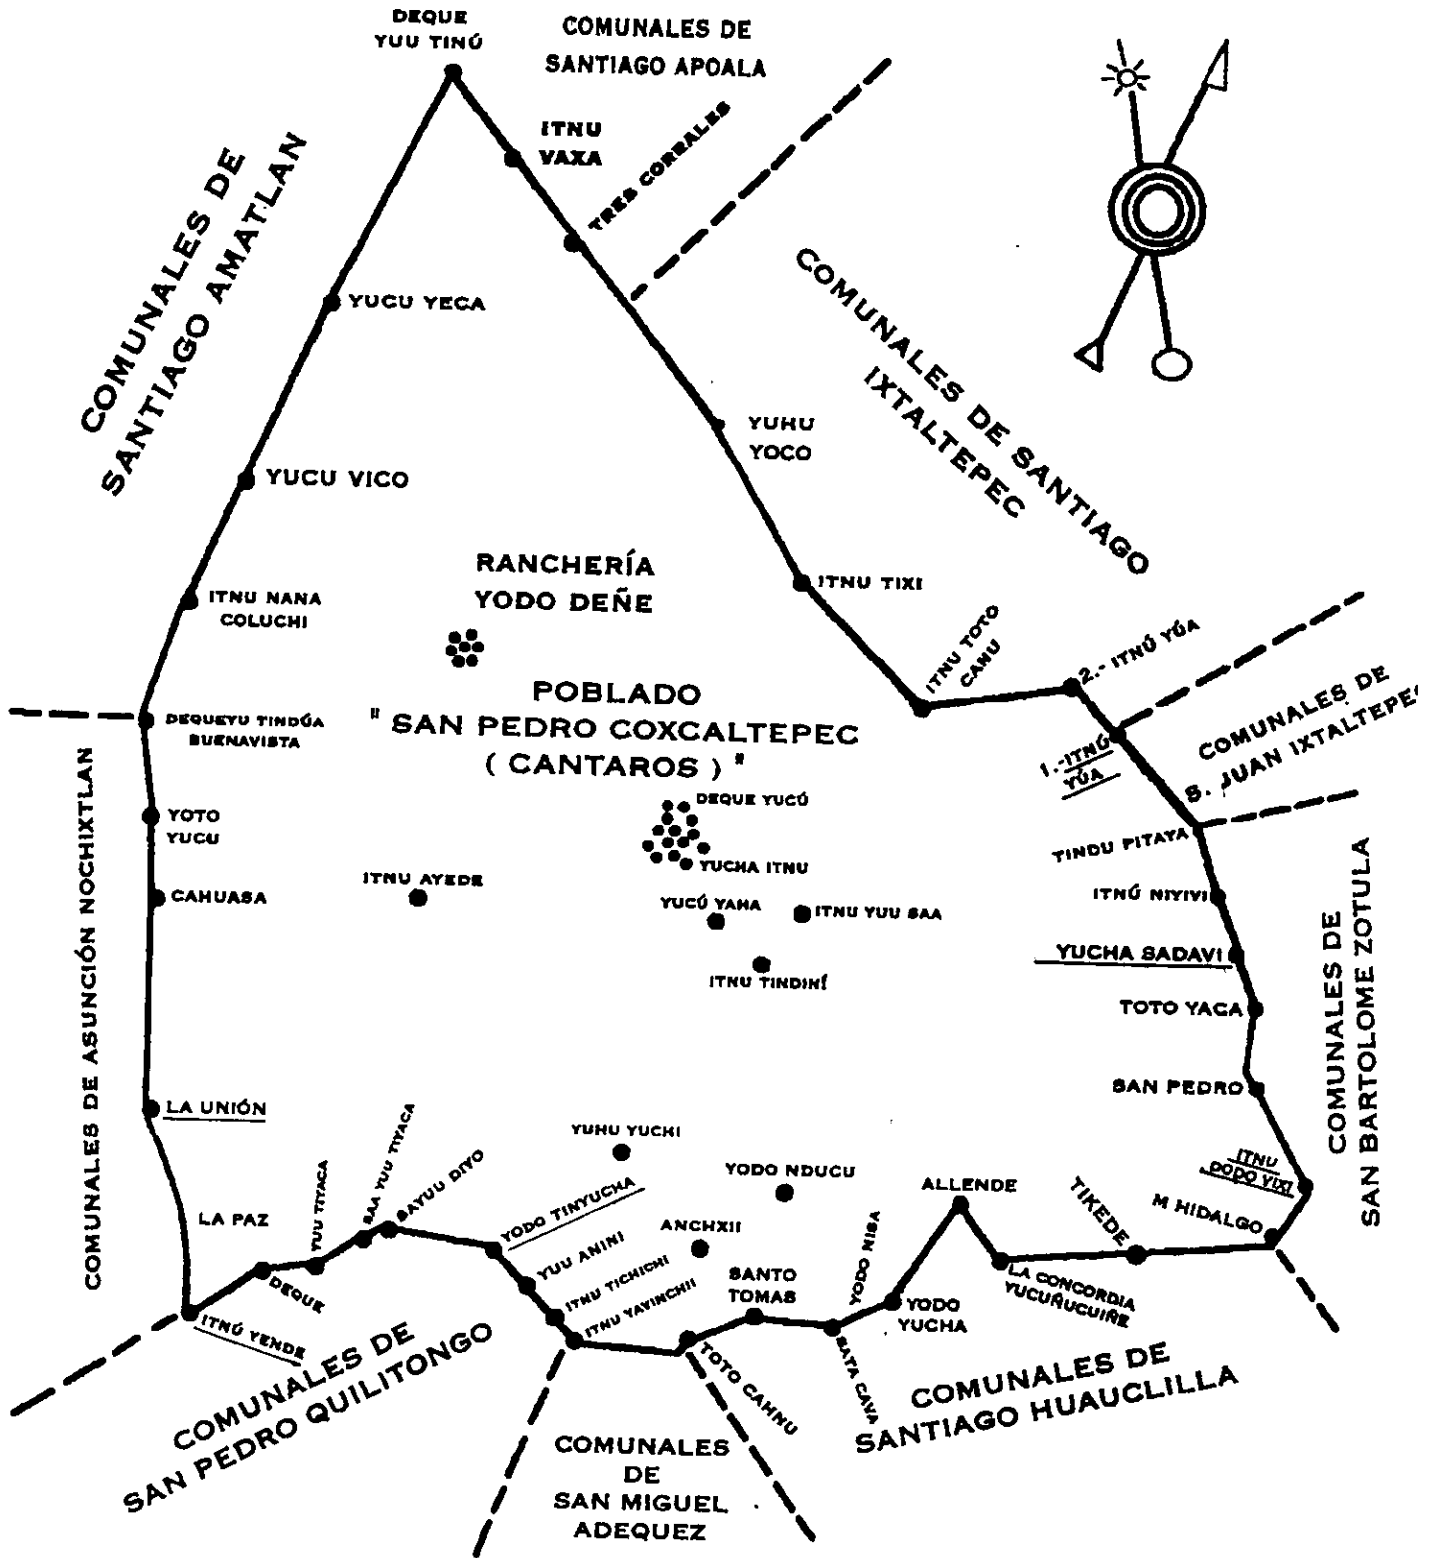 DEQUE
YUU TINÚ
COMUNALES DE
SANTIAGO APOALA
ITNU
VAXA
TRES CORRALES
COMUNALES DE
SANTIAGO AMATLAN
YUCU YECA
COMUNALES DE SANTIAGO
IXTALTEPEC
YUHU
YOCO
YUCU VICO
RANCHERÍA
YODO DEÑE
ITNU TIXI
ITNU NANA
COLUCHI
ITNU TOTO
CANU
2.- ITNÚ YÚA
POBLADO
" SAN PEDRO COXCALTEPEC
( CANTAROS ) "
DEQUEYU TINDÚA
BUENAVISTA
1.-ITNÚ
YÚA
COMUNALES DE
S. JUAN IXTALTEPEC
COMUNALES DE ASUNCIÓN NOCHIXTLAN
YOTO
YUCU
DEQUE YUCÚ
TINDU PITAYA
YUCHA ITNU
ITNU AYEDE
CAHUASA
YUCÚ YAHA
ITNU YUU SAA
ITNÚ NIYIVI
COMUNALES DE
SAN BARTOLOME ZOTULA
YUCHA SADAVI
ITNU TINDINÍ
TOTO YACA
SAN PEDRO
LA UNIÓN
YUHU YUCHI
ITNU
DODO YIXI
YODO NDUCU
ALLENDE
TIKEDE
M HIDALGO
LA PAZ
YUU TIYACA
SAA YUU TIYACA
SAYUU DIYO
YODO TINYUCHA
ANCHXII
YUU ANINI
DEQUE
ITNU TICHICHI
ITNU YAYINCHII
SANTO
TOMAS
YODO NISA
YODO
YUCHA
LA CONCORDIA
YUCUÑUCUIÑE
ITNÚ YENDE
TOTO CAHNU
SATA CAVA
COMUNALES DE
SAN PEDRO QUILITONGO
COMUNALES DE
SANTIAGO HUAUCLILLA
COMUNALES
DE
SAN MIGUEL
ADEQUEZ